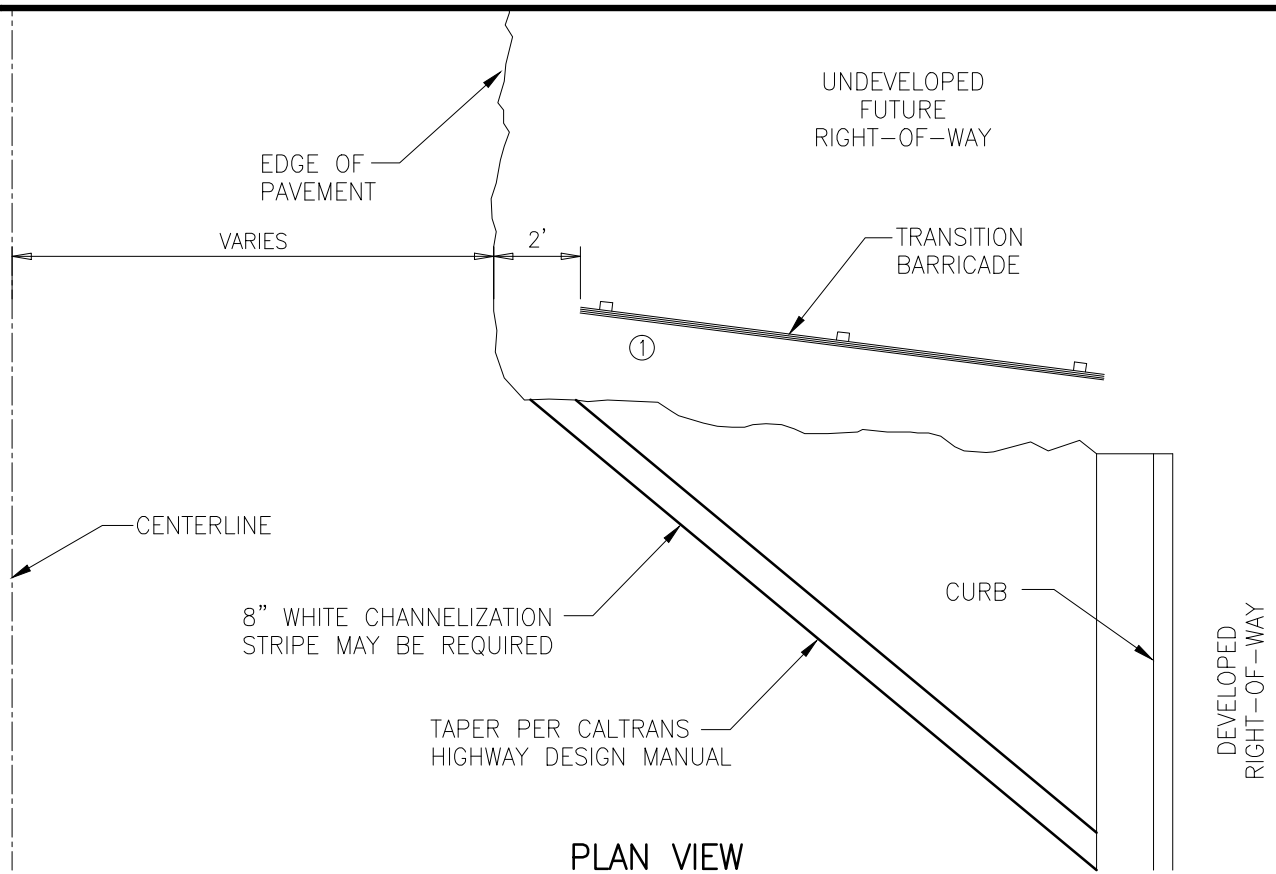 UNDEVELOPED
FUTURE
RIGHT-OF-WAY
EDGE OF
PAVEMENT
VARIES
2'
TRANSITION
BARRICADE
1
CENTERLINE
8" WHITE CHANNELIZATION
STRIPE MAY BE REQUIRED
CURB
DEVELOPED
RIGHT-OF-WAY
TAPER PER CALTRANS
HIGHWAY DESIGN MANUAL
PLAN VIEW